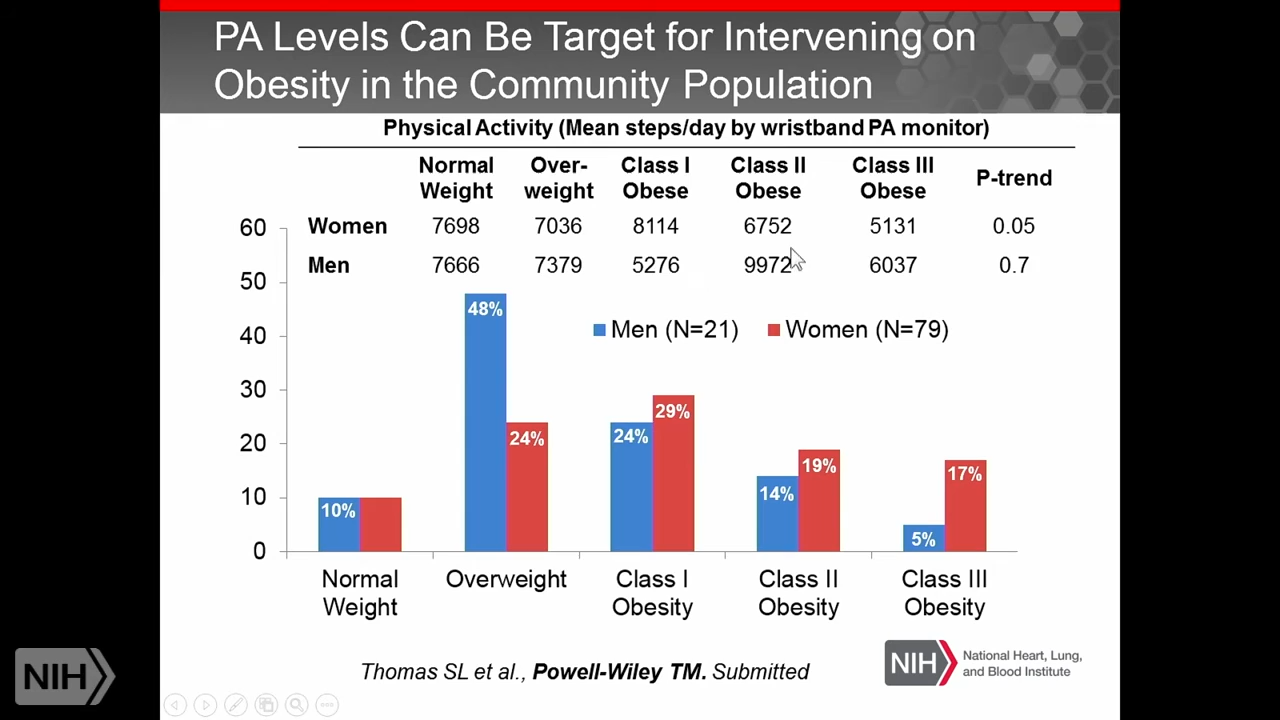 PA Levels Can Be Target for Intervening on
Obesity in the Community Population
Physical Activity (Mean steps/day by wristband PA monitor)
Normal Weight Over-weight Class I Obese Class II Obese Class III Obese P-trend
Women 7698 7036 8114 6752 5131 0.05
Men 7666 7379 5276 9972 6037 0.7
60
50
40
30
20
10
0
Men (N=21) Women (N=79)
10%
48% 24%
24% 29%
14% 19%
5% 17%
Normal Weight
Overweight
Class I Obesity
Class II Obesity
Class III Obesity
Thomas SL et al., Powell-Wiley TM. Submitted
NIH National Heart, Lung,
and Blood Institute
NIH